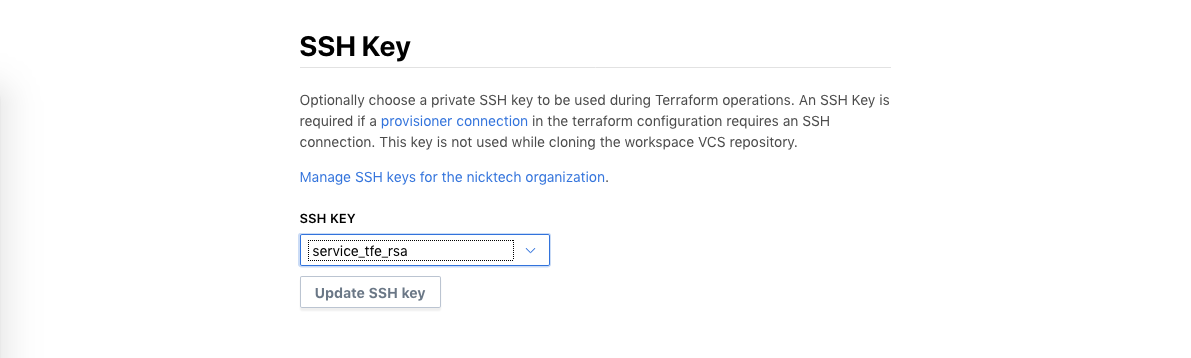 SSH Key
Optionally choose a private SSH key to be used during Terraform operations. An SSH Key is
required if a provisioner connection in the terraform configuration requires an SSH
connection. This key is not used while cloning the workspace VCS repository.
Manage SSH keys for the nicktech organization.
SSH KEY
service_tfe_rsa
Update SSH key